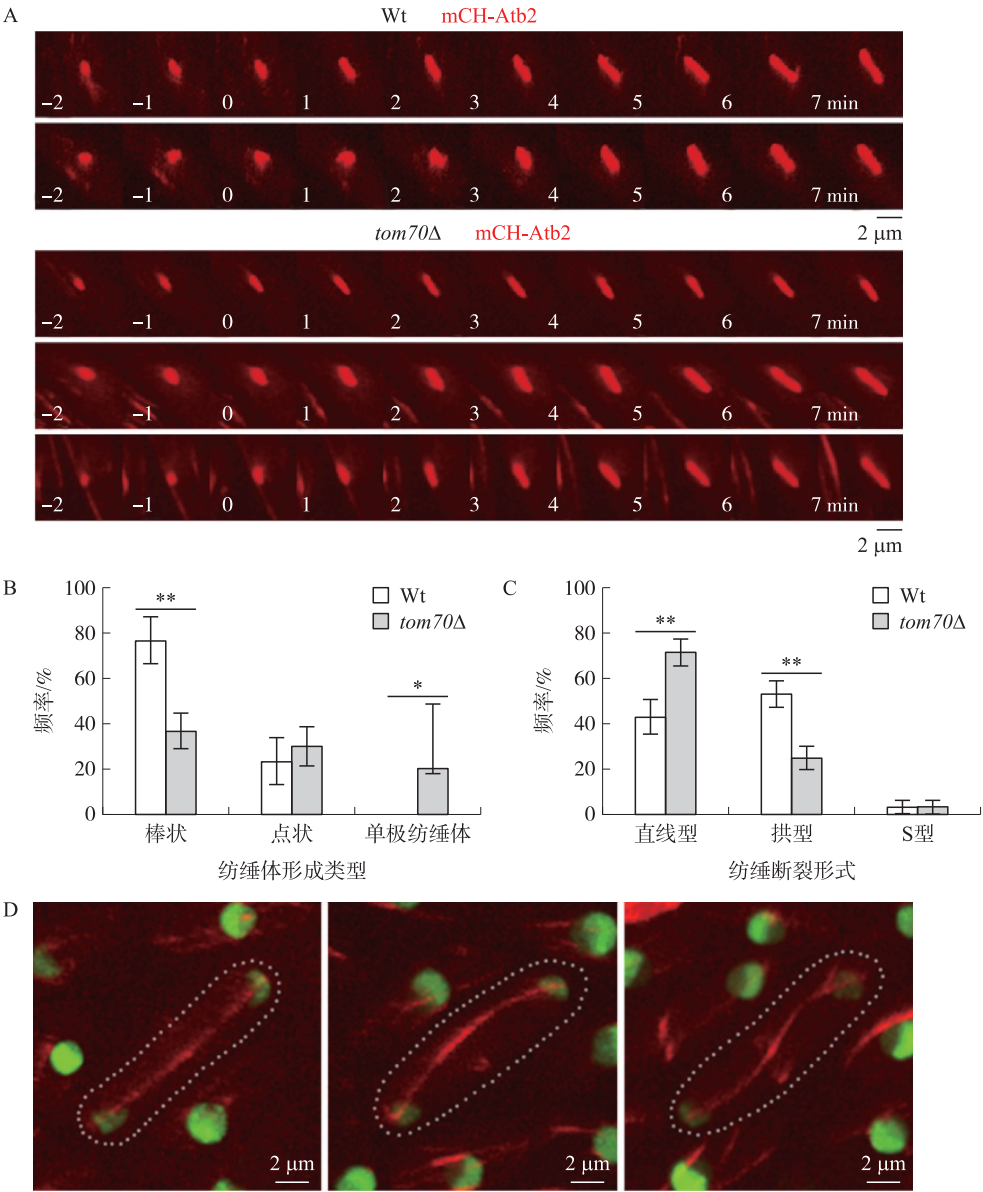 A
Wt mCH-Atb2
−2 −1 0 1 2 3 4 5 6 7 min
−2 −1 0 1 2 3 4 5 6 7 min
2 μm
tom70Δ mCH-Atb2
−2 −1 0 1 2 3 4 5 6 7 min
−2 −1 0 1 2 3 4 5 6 7 min
−2 −1 0 1 2 3 4 5 6 7 min
2 μm
B
频率/%
100
80
60
40
20
0
Wt
tom70Δ
**
*
棒状 点状 单极纺缍体
纺缍体形成类型
C
频率/%
100
80
60
40
20
0
Wt
tom70Δ
**
**
直线型 拱型 S型
纺缍断裂形式
D
2 μm 2 μm 2 μm